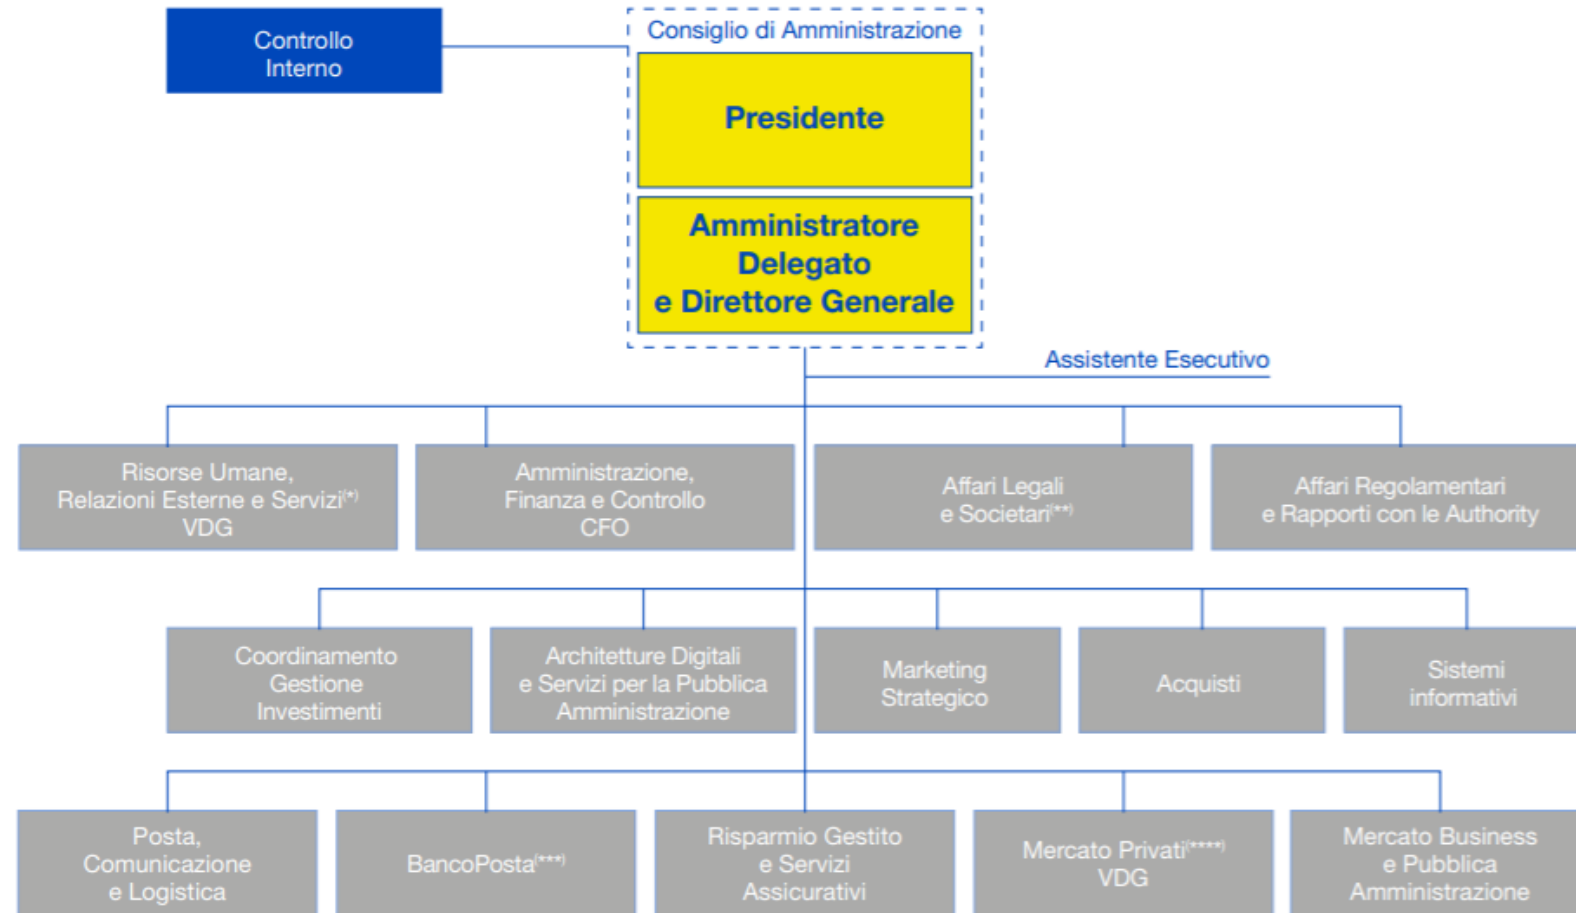 Controllo
Interno
Consiglio di Amministrazione
Presidente
Amministratore
Delegato
e Direttore Generale
Assistente Esecutivo
Risorse Umane,
Relazioni Esterne e Servizi(*)
VDG
Amministrazione,
Finanza e Controllo
CFO
Affari Legali
e Societari(**)
Affari Regolamentari
e Rapporti con le Authority
Coordinamento
Gestione
Investimenti
Architetture Digitali
e Servizi per la Pubblica
Amministrazione
Marketing
Strategico
Acquisti
Sistemi
informativi
Posta,
Comunicazione
e Logistica
BancoPosta(***)
Risparmio Gestito
e Servizi
Assicurativi
Mercato Privati(****)
VDG
Mercato Business
e Pubblica
Amministrazione